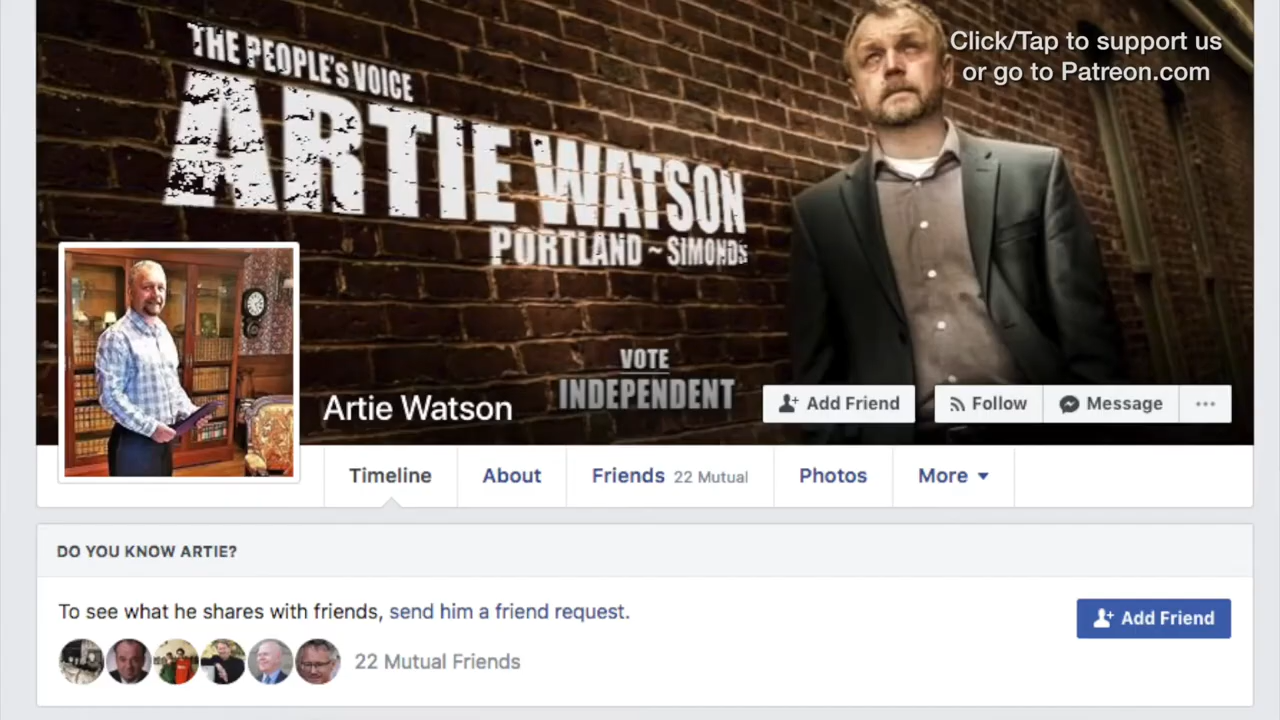 THE PEOPLE'S VOICE
ARTIE WATSON
PORTLAND ~ SIMONDS
Click/Tap to support us
or go to Patreon.com
VOTE
INDEPENDENT
Artie Watson
Add Friend
Follow
Message
Timeline
About
Friends 22 Mutual
Photos
More
DO YOU KNOW ARTIE?
To see what he shares with friends, send him a friend request.
Add Friend
22 Mutual Friends